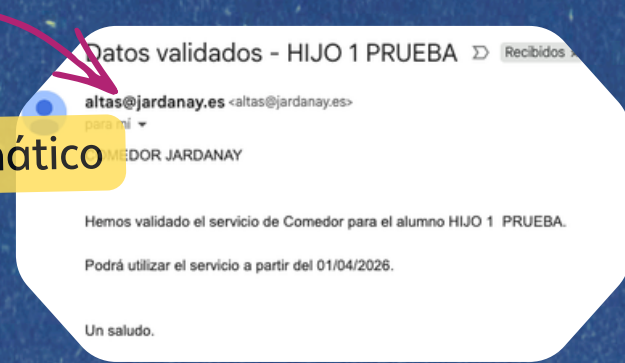 Datos validados - HIJO 1 PRUEBA Recibidos
altas@jardanay.es <altas@jardanay.es>
para mí
ático
COMEDOR JARDANAY
Hemos validado el servicio de Comedor para el alumno HIJO 1 PRUEBA.
Podrá utilizar el servicio a partir del 01/04/2026.
Un saludo.